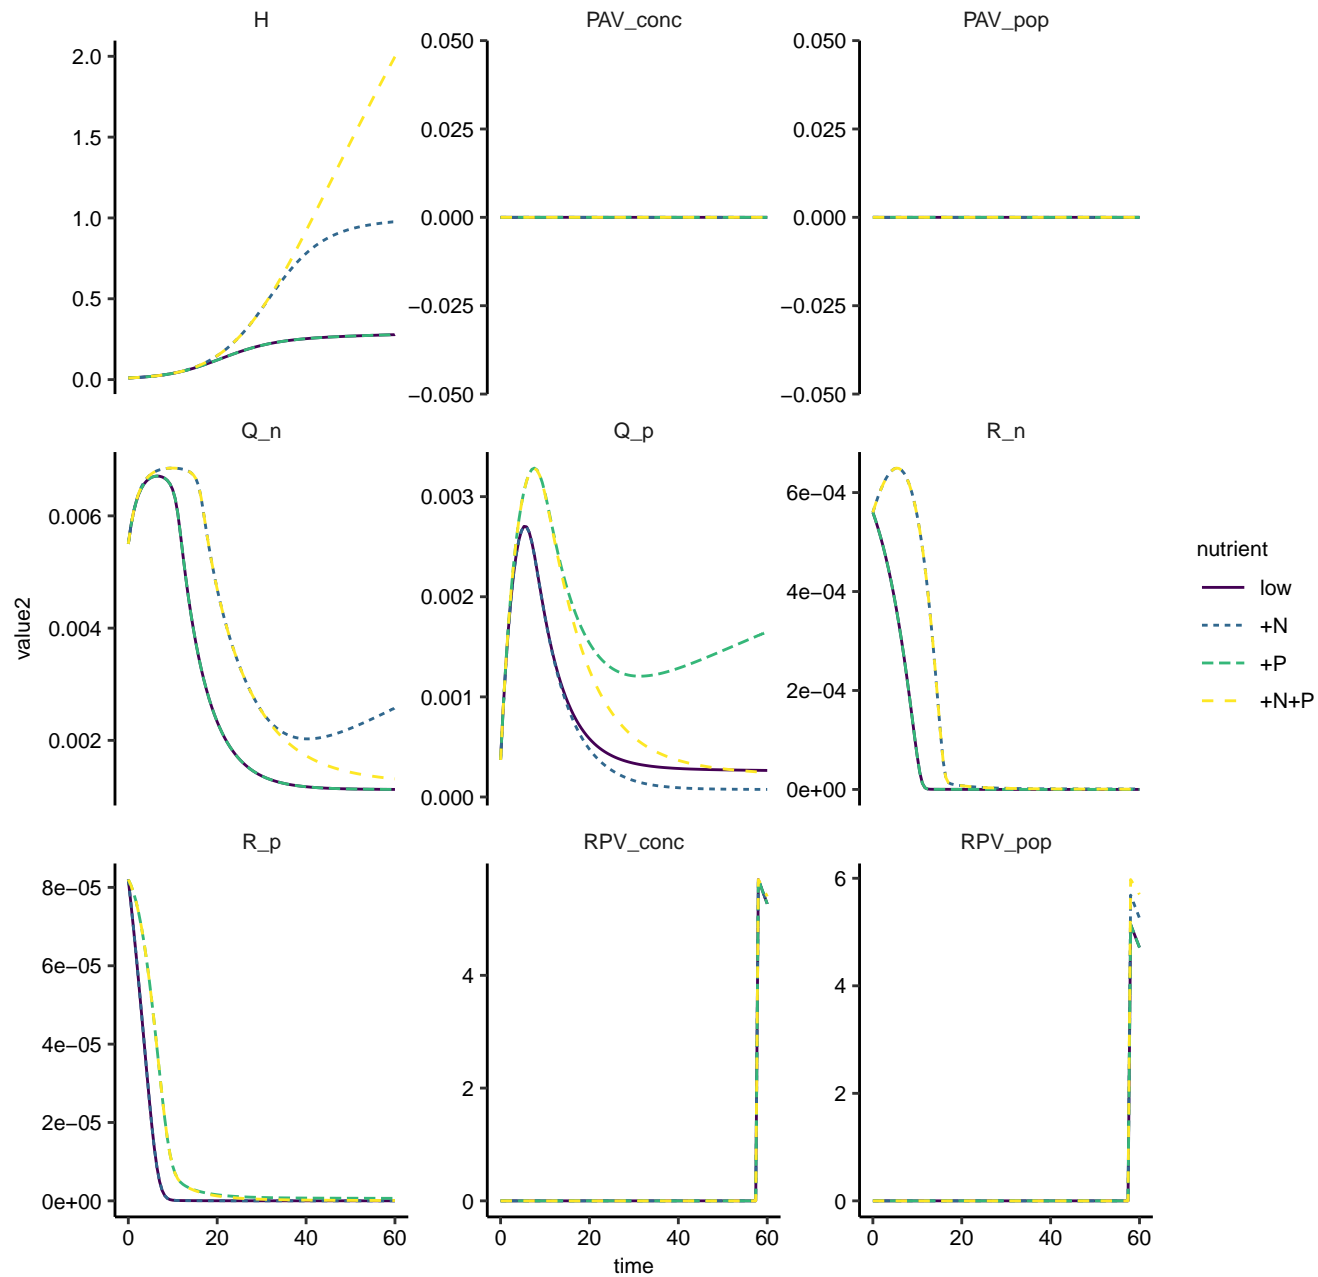 H
PAV_conc
PAV_pop
2.0
1.5
1.0
0.5
0.0
0.050
0.025
0.000
−0.025
−0.050
0.050
0.025
0.000
−0.025
−0.050
Q_n
Q_p
R_n
0.006
0.004
0.002
0.003
0.002
0.001
0.000
6e−04
4e−04
2e−04
0e+00
value2
nutrient
low
+N
+P
+N+P
R_p
RPV_conc
RPV_pop
8e−05
6e−05
4e−05
2e−05
0e+00
4
2
0
6
4
2
0
0 20 40 60
0 20 40 60
0 20 40 60
time